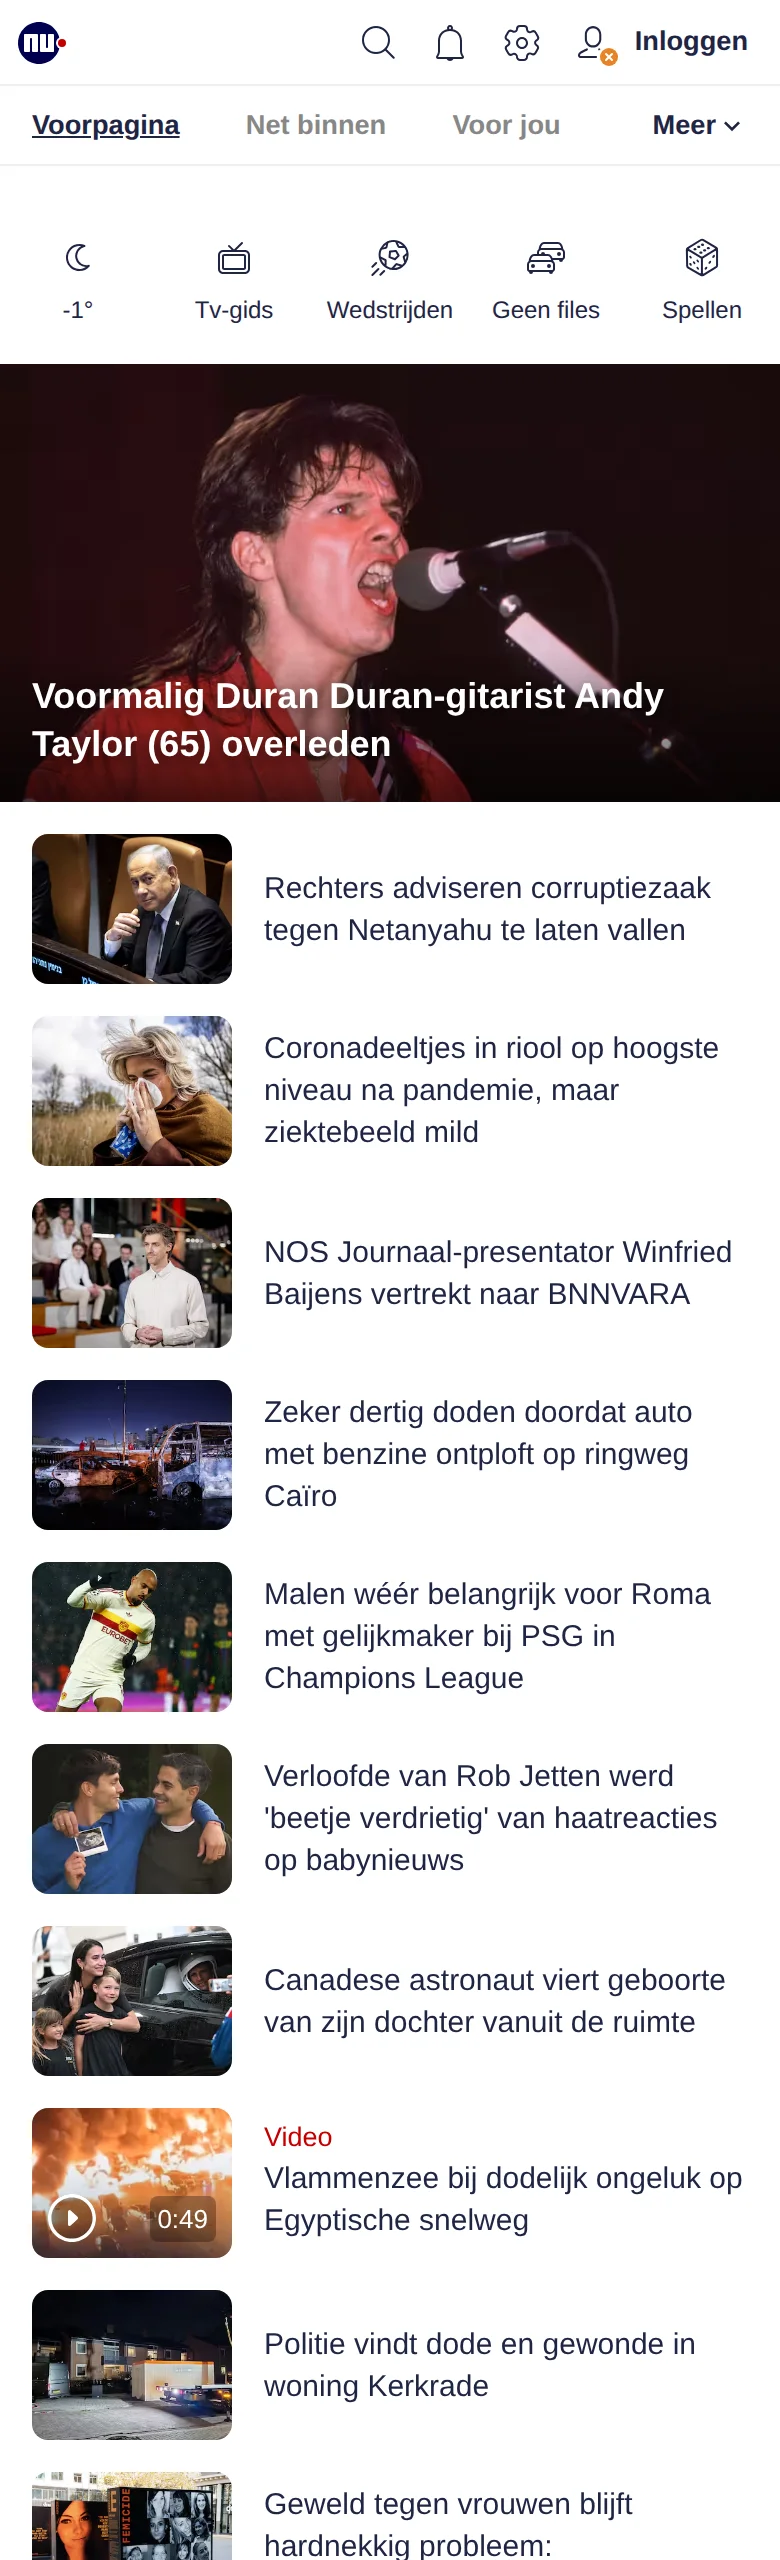 nu
Inloggen
Voorpagina Net binnen Voor jou Meer
-1° Tv-gids Wedstrijden Geen files Spellen
Voormalig Duran Duran-gitarist Andy
Taylor (65) overleden
Rechters adviseren corruptiezaak
tegen Netanyahu te laten vallen
Coronadeeltjes in riool op hoogste
niveau na pandemie, maar
ziektebeeld mild
NOS Journaal-presentator Winfried
Baijens vertrekt naar BNNVARA
Zeker dertig doden doordat auto
met benzine ontploft op ringweg
Caïro
EUROBET
Malen wéér belangrijk voor Roma
met gelijkmaker bij PSG in
Champions League
Verloofde van Rob Jetten werd
'beetje verdrietig' van haatreacties
op babynieuws
Canadese astronaut viert geboorte
van zijn dochter vanuit de ruimte
Video
Vlammenzee bij dodelijk ongeluk op
Egyptische snelweg
0:49
Politie vindt dode en gewonde in
woning Kerkrade
FEMICIDE
Geweld tegen vrouwen blijft
hardnekkig probleem: